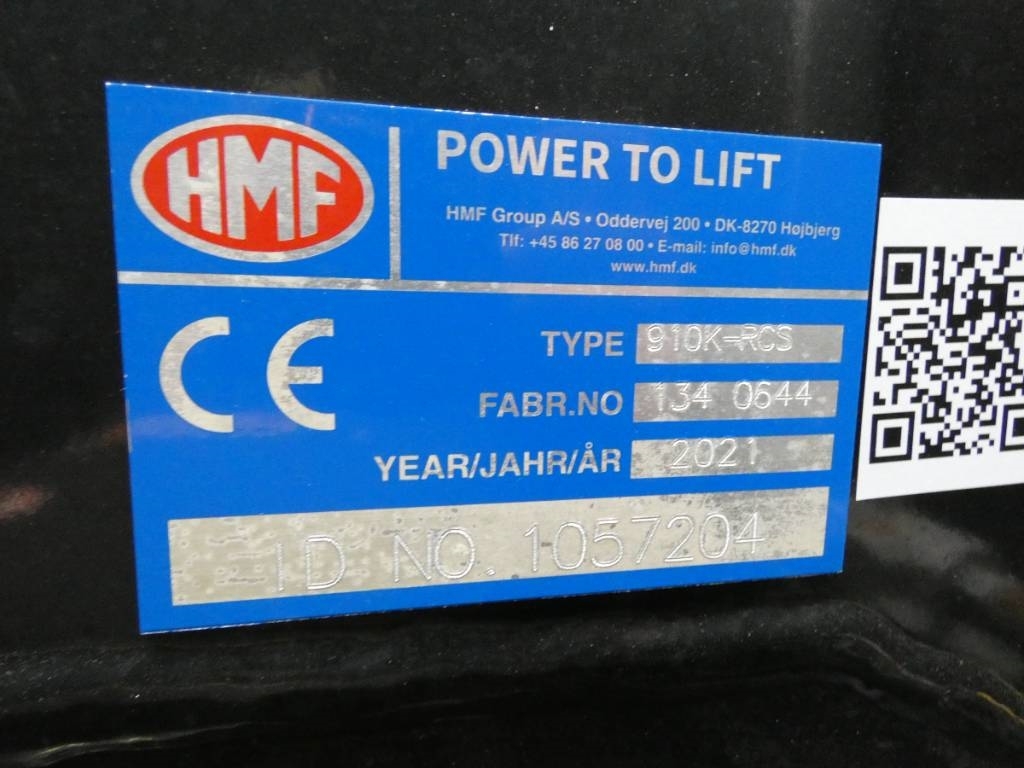 HMF
POWER TO LIFT
HMF Group A/S • Oddervej 200 • DK-8270 Højbjerg
Tlf: +45 86 27 08 00 • E-mail: info@hmf.dk
www.hmf.dk
CE
TYPE 910K-RCS
FABR.NO 134 0644
YEAR/JAHR/ÅR 2021
ID NO. 1057204